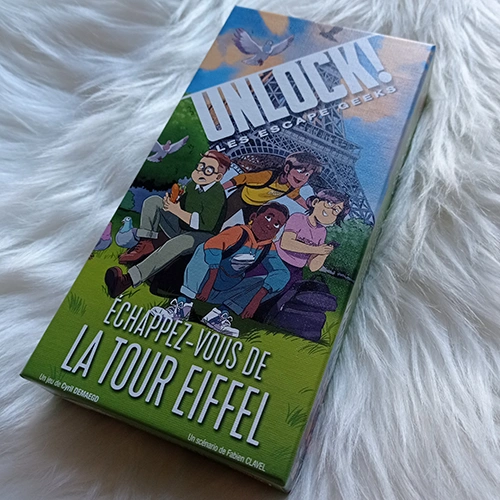 UNLOCK!
LES ESCAPE GEEKS
ÉCHAPPEZ-VOUS DE
LA TOUR EIFFEL
Un jeu de Cyril DEMAEGD
Un scénario de Fabien CLAVEL